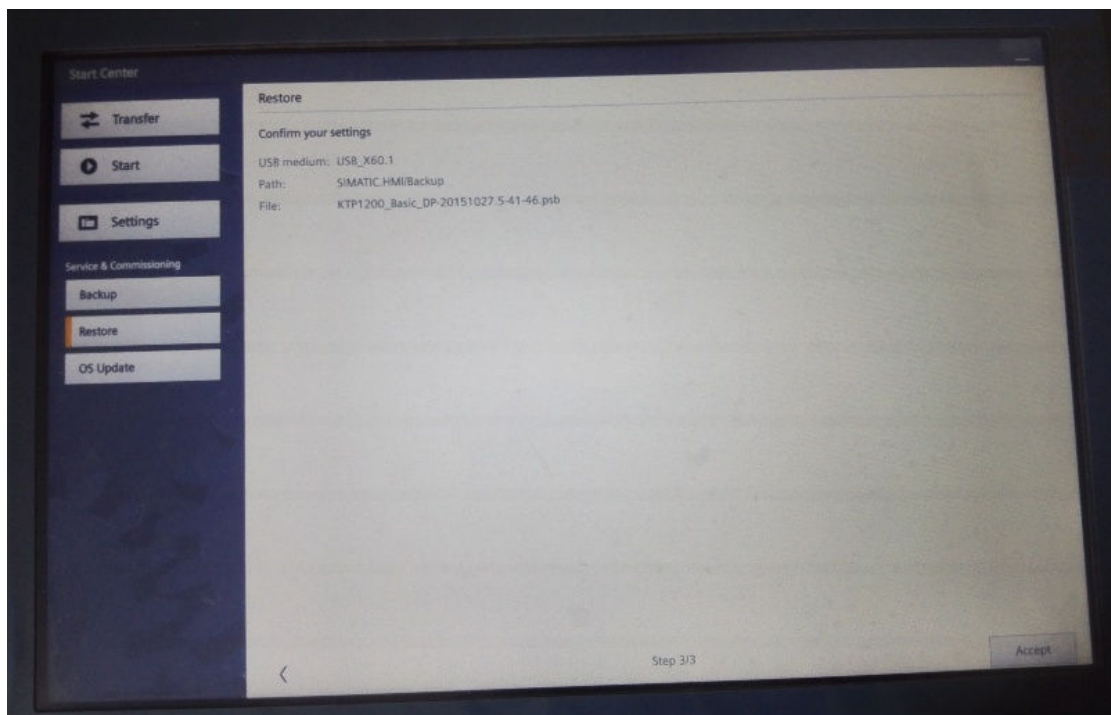 Start Center
Transfer
Start
Settings
Service & Commissioning
Backup
Restore
OS Update
Restore
Confirm your settings
USB medium: USB_X60.1
Path: SIMATIC.HMI/Backup
File: KTP1200_Basic_DP-20151027.5-41-46.psb
Step 3/3
Accept